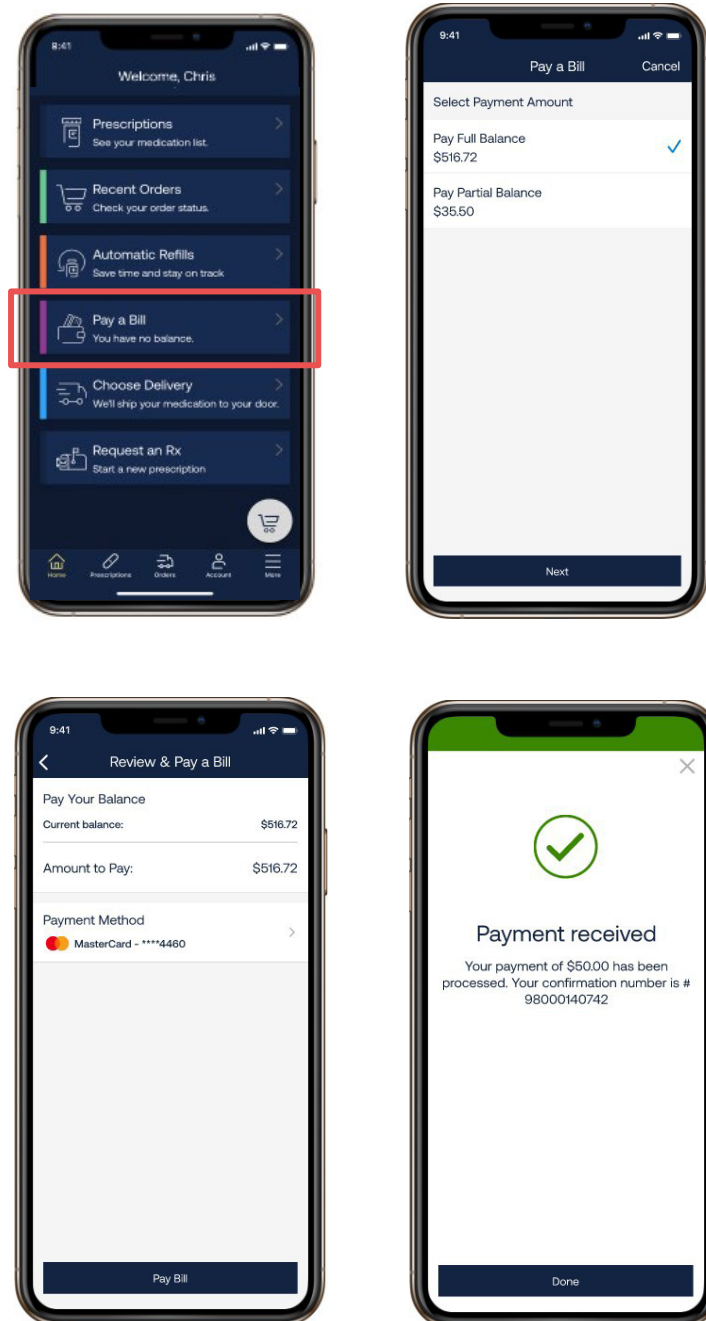 8:41
Welcome, Chris
Prescriptions
See your medication list.
Recent Orders
Check your order status.
Automatic Refills
Save time and stay on track
Pay a Bill
You have no balance.
Choose Delivery
We'll ship your medication to your door.
Request an Rx
Start a new prescription
Home Prescriptions Orders Account More
9:41
Pay a Bill Cancel
Select Payment Amount
Pay Full Balance
$516.72
Pay Partial Balance
$35.50
Next
9:41
Review & Pay a Bill
Pay Your Balance
Current balance: $516.72
Amount to Pay: $516.72
Payment Method
MasterCard - ****4460
Pay Bill
Payment received
Your payment of $50.00 has been
processed. Your confirmation number is #
98000140742
Done